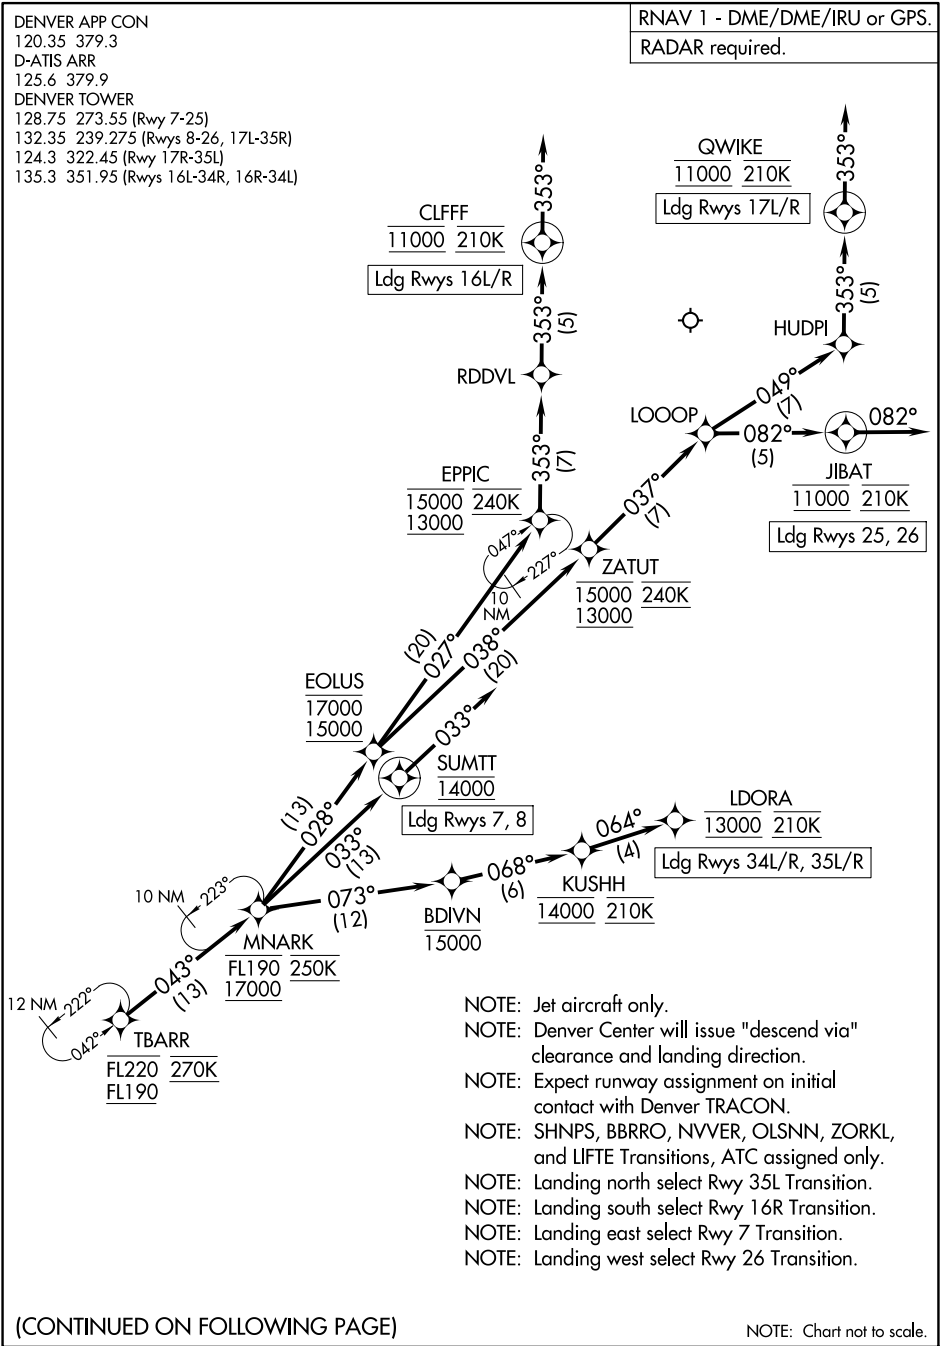 DENVER APP CON
120.35 379.3
D-ATIS ARR
125.6 379.9
DENVER TOWER
128.75 273.55 (Rwy 7-25)
132.35 239.275 (Rwys 8-26, 17L-35R)
124.3 322.45 (Rwy 17R-35L)
135.3 351.95 (Rwys 16L-34R, 16R-34L)
RNAV 1 - DME/DME/IRU or GPS.
RADAR required.
353°
QWIKE
11000 210K
Ldg Rwys 17L/R
353°
CLFFF
11000 210K
Ldg Rwys 16L/R
353°
(5)
HUDPI
353°
(5)
RDDVL
049°
(7)
LOOOP
082°
(5)
082°
JIBAT
11000 210K
Ldg Rwys 25, 26
353°
(7)
EPPIC
15000 240K
13000
037°
(7)
047°
227°
10
NM
ZATUT
15000 240K
13000
(20)
027°
038°
(20)
EOLUS
17000
15000
033°
SUMTT
14000
Ldg Rwys 7, 8
(13)
028°
033°
(13)
LDORA
13000 210K
Ldg Rwys 34L/R, 35L/R
064°
(4)
068°
(6)
KUSHH
14000 210K
073°
(12)
BDIVN
15000
10 NM
223°
MNARK
FL190 250K
17000
043°
(13)
12 NM
222°
042°
TBARR
FL220 270K
FL190
NOTE: Jet aircraft only.
NOTE: Denver Center will issue "descend via"
clearance and landing direction.
NOTE: Expect runway assignment on initial
contact with Denver TRACON.
NOTE: SHNPS, BBRRO, NVVER, OLSNN, ZORKL,
and LIFTE Transitions, ATC assigned only.
NOTE: Landing north select Rwy 35L Transition.
NOTE: Landing south select Rwy 16R Transition.
NOTE: Landing east select Rwy 7 Transition.
NOTE: Landing west select Rwy 26 Transition.
(CONTINUED ON FOLLOWING PAGE)
NOTE: Chart not to scale.